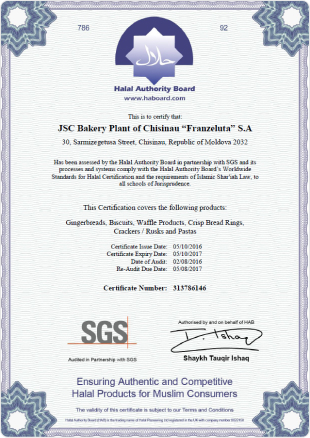 786 92
حلال
Halal Authority Board
www.haboard.com
This is to certify that:
JSC Bakery Plant of Chisinau “Franzeluta” S.A
30, Sarmizegetusa Street, Chisinau, Republic of Moldova 2032
Has been assessed by the Halal Authority Board in partnership with SGS and its
processes and systems comply with the Halal Authority Board's Worldwide
Standards for Halal Certification and the requirements of Islamic Shar'iah Law, to
all schools of Jurisprudence.
This Certification covers the following products:
Gingerbreads, Biscuits, Waffle Products, Crisp Bread Rings,
Crackers / Rusks and Pastas
Certificate Issue Date: 05/10/2016
Certificate Expiry Date: 05/10/2017
Date of Audit: 02/08/2016
Re-Audit Due Date: 05/08/2017
Certificate Number: 313786146
SGS
Audited in Partnership with SGS
Authorised by and on behalf of HAB
Shaykh Tauqir Ishaq
Ensuring Authentic and Competitive
Halal Products for Muslim Consumers
The validity of this certificate is subject to our Terms and Conditions